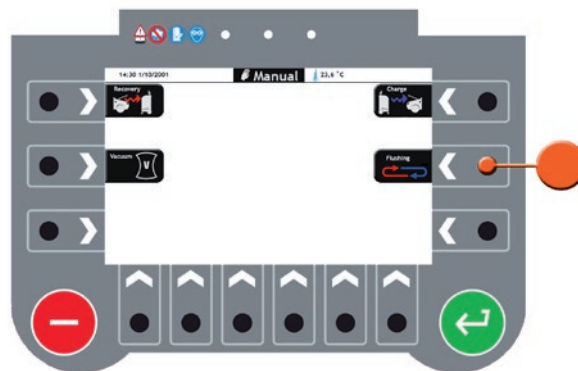 14:30 1/10/2001 Manual 23,6 °C
Recovery
Charge
Vacuum V
Flushing